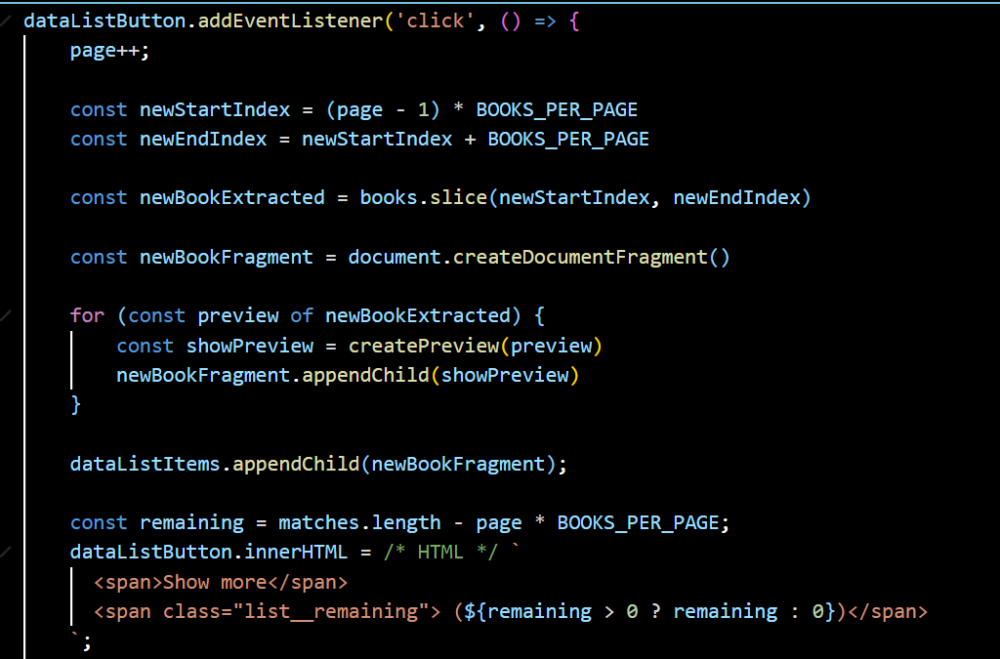 dataListButton.addEventListener('click', () => {
    page++;

    const newStartIndex = (page - 1) * BOOKS_PER_PAGE
    const newEndIndex = newStartIndex + BOOKS_PER_PAGE

    const newBookExtracted = books.slice(newStartIndex, newEndIndex)

    const newBookFragment = document.createDocumentFragment()

    for (const preview of newBookExtracted) {
        const showPreview = createPreview(preview)
        newBookFragment.appendChild(showPreview)
    }

    dataListItems.appendChild(newBookFragment);

    const remaining = matches.length - page * BOOKS_PER_PAGE;
    dataListButton.innerHTML = /* HTML */ `
      <span>Show more</span>
      <span class="list__remaining"> (${remaining > 0 ? remaining : 0})</span>
    `;